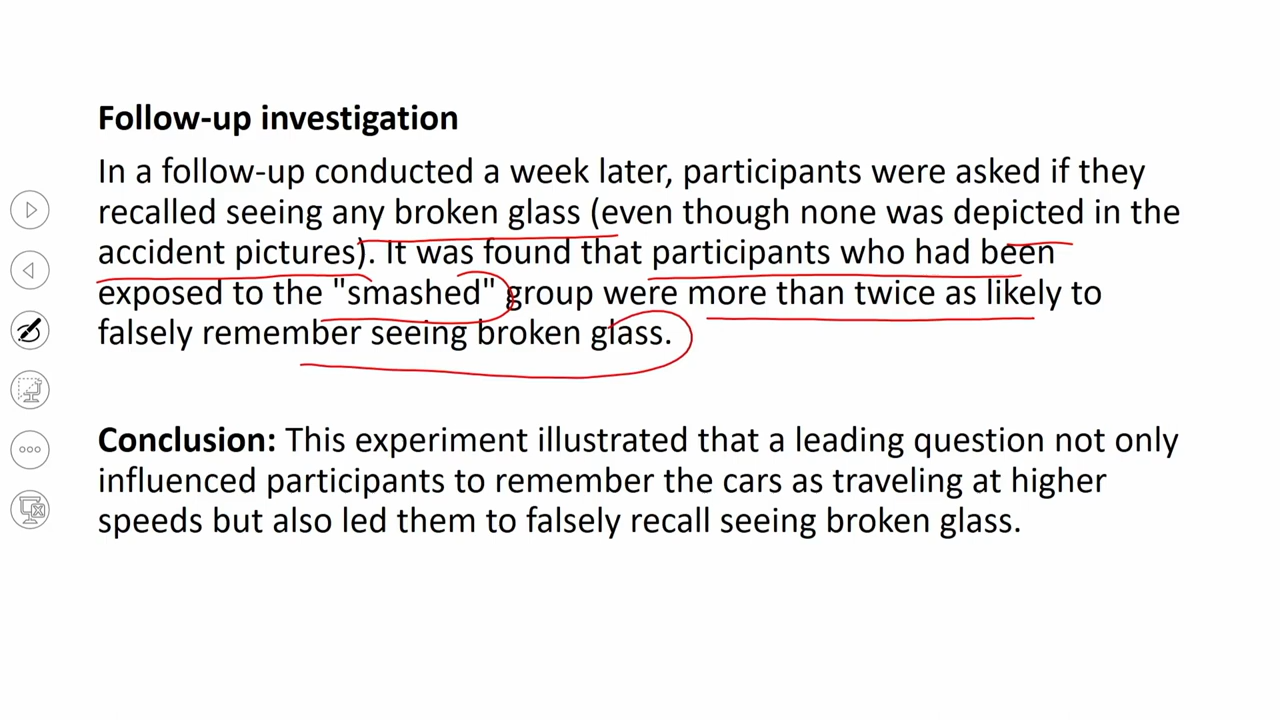 Follow-up investigation
In a follow-up conducted a week later, participants were asked if they
recalled seeing any broken glass (even though none was depicted in the
accident pictures). It was found that participants who had been
exposed to the "smashed" group were more than twice as likely to
falsely remember seeing broken glass.
Conclusion: This experiment illustrated that a leading question not only
influenced participants to remember the cars as traveling at higher
speeds but also led them to falsely recall seeing broken glass.